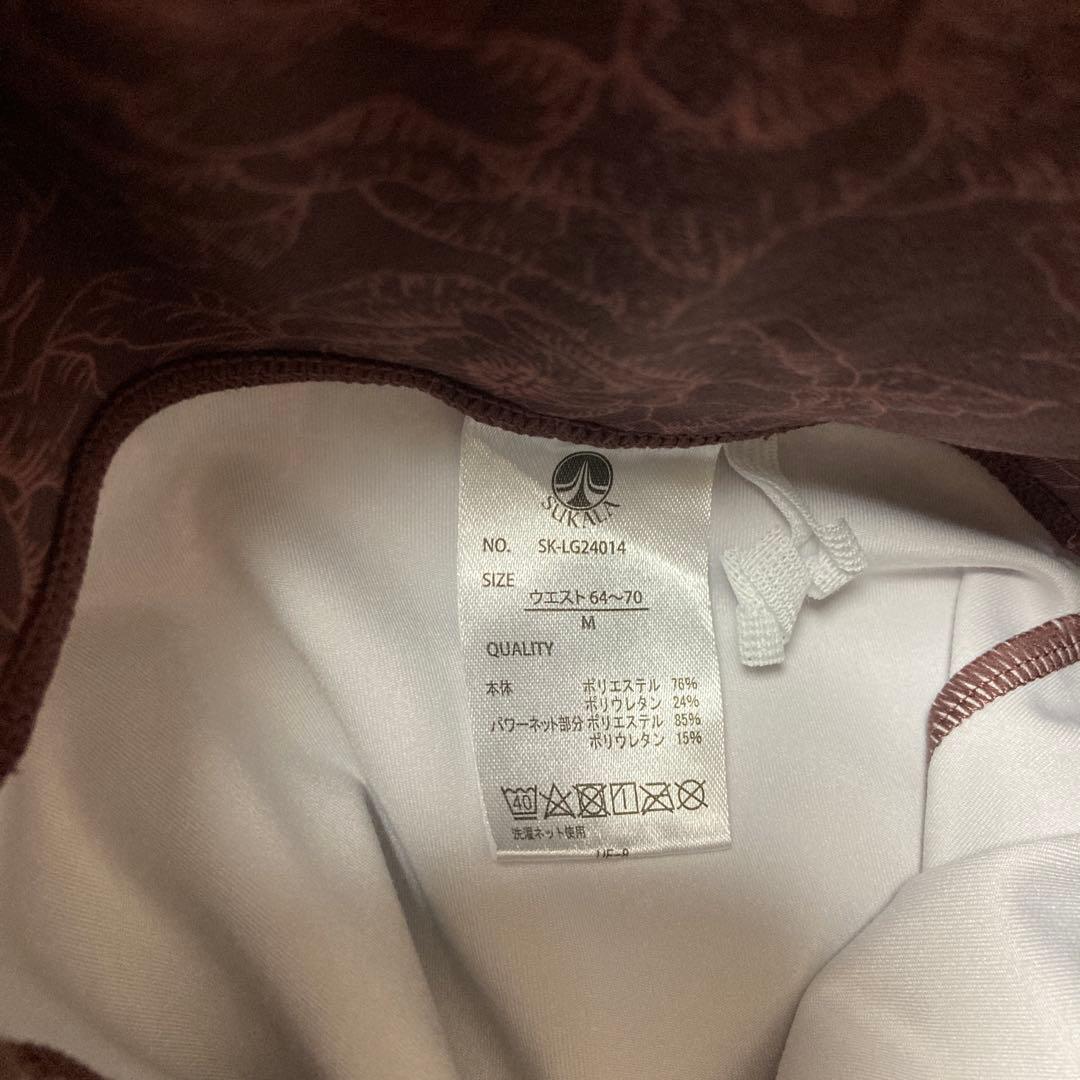 SUKALA
NO. SK-LG24014
SIZE
ウエスト 64～70
M
QUALITY
本体 ポリエステル 76%
ポリウレタン 24%
パワーネット部分 ポリエステル 85%
ポリウレタン 15%
40
洗濯ネット使用